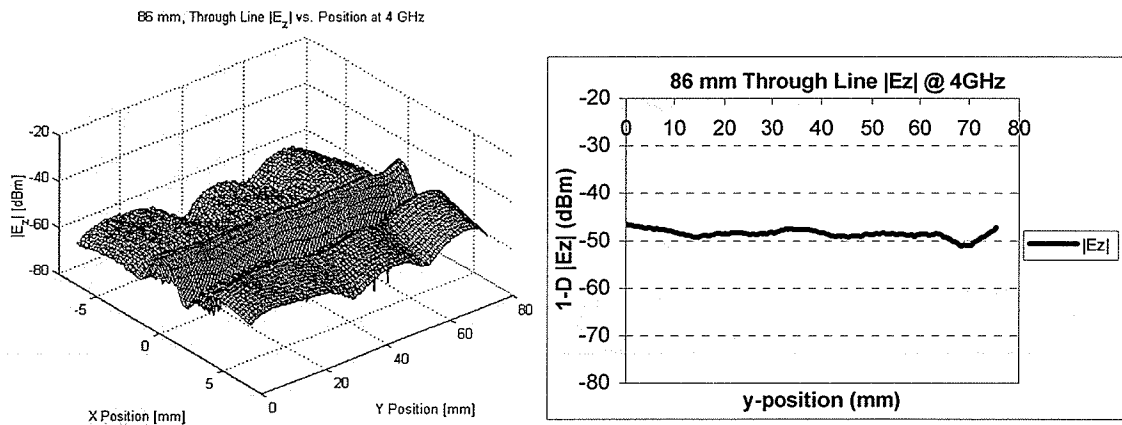 86 mm, Through Line |E_z| vs. Position at 4 GHz
-20
-40
-60
-80
|E_z| [dBm]
-5
0
5
X Position [mm]
0
20
40
60
80
Y Position [mm]
86 mm Through Line |Ez| @ 4GHz
-20
-30
-40
-50
-60
-70
-80
0 10 20 30 40 50 60 70 80
1-D |Ez| (dBm)
y-position (mm)
|Ez|